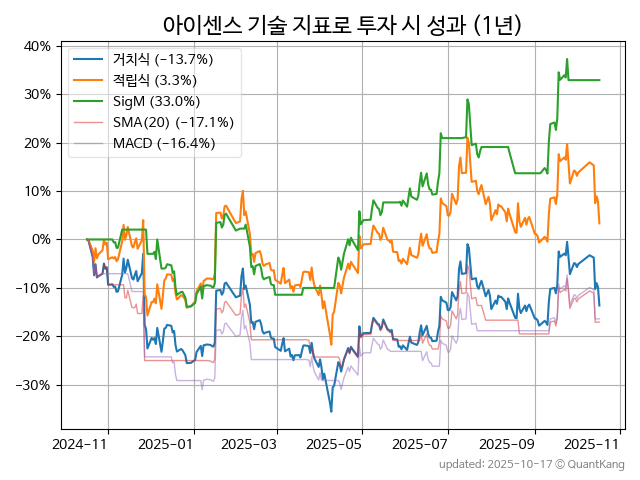 아이센스 기술 지표로 투자 시 성과 (1년)
40%
30%
20%
10%
0%
−10%
−20%
−30%
거치식 (−13.7%)
적립식 (3.3%)
SigM (33.0%)
SMA(20) (−17.1%)
MACD (−16.4%)
2024-11 2025-01 2025-03 2025-05 2025-07 2025-09 2025-11
updated: 2025-10-17 © QuantKang